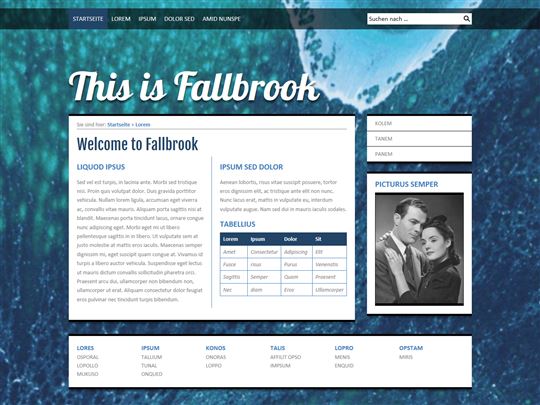 STARTSEITE LOREM IPSUM DOLOR SED AMID NUNSPE
Suchen nach ...
This is Fallbrook
Sie sind hier: Startseite » Lorem
Welcome to Fallbrook
LIQUOD IPSUS
Sed vel est turpis, in lacima ante. Morbi sed tristique
nisi. Proin quis volutpat dolor. Duis gravida porttitor
vehicula. Nullam lorem ligula, accumsan eget viverra
ac, convallis vitae mauris. Aliquam porta sagittis nisi at
blandit. Maecenas porta tincidunt lacus, ornare congue
nunc adipiscing eget. Morbi eget mi ut libero
pellentesque sagittis in in libero. Ut vulputate sem at
justo molestie at mattis eros iaculis. Maecenas semper
dignissim mi, eget suscipit quam congue at. Vivamus id
turpis a libero auctor vehicula. Suspendisse eget lectus
ut mauris dictum convallis sollicitudin pharetra orci.
Praesent arcu dui, ullamcorper non bibendum non,
ullamcorper ut erat. Aliquam consectetur dolor feugiat
eros pulvinar nec tincidunt turpis bibendum.
IPSUM SED DOLOR
Aenean lobortis, risus vitae suscipit posuere, tortor
eros dignissim elit, ac tristique ante elit non nunc.
Nunc lacus erat, mattis in vulputate eu, interdum
vulputate augue. Nam sed dui in mauris iaculis sodales.
TABELLIUS
Lorem Ipsum Dolor Sit
Amet Consectetur Adipiscing Elit
Fusce risus Purus Venenatis
Sagittis Semper Quam Praesent
Nec diam Eros Ullamcorper
KOLEM
TANEM
PANEM
PICTURUS SEMPER
LORES IPSUM KONOS TALIS LOPRO OPSTAM
OSPORAL TALLIUM ONORAS AFFILIT OPSO MENIS MIRIS
LOPOLLO TUNAL LOPPO IMPSUM ENQUID
MUKUSO ONQUED